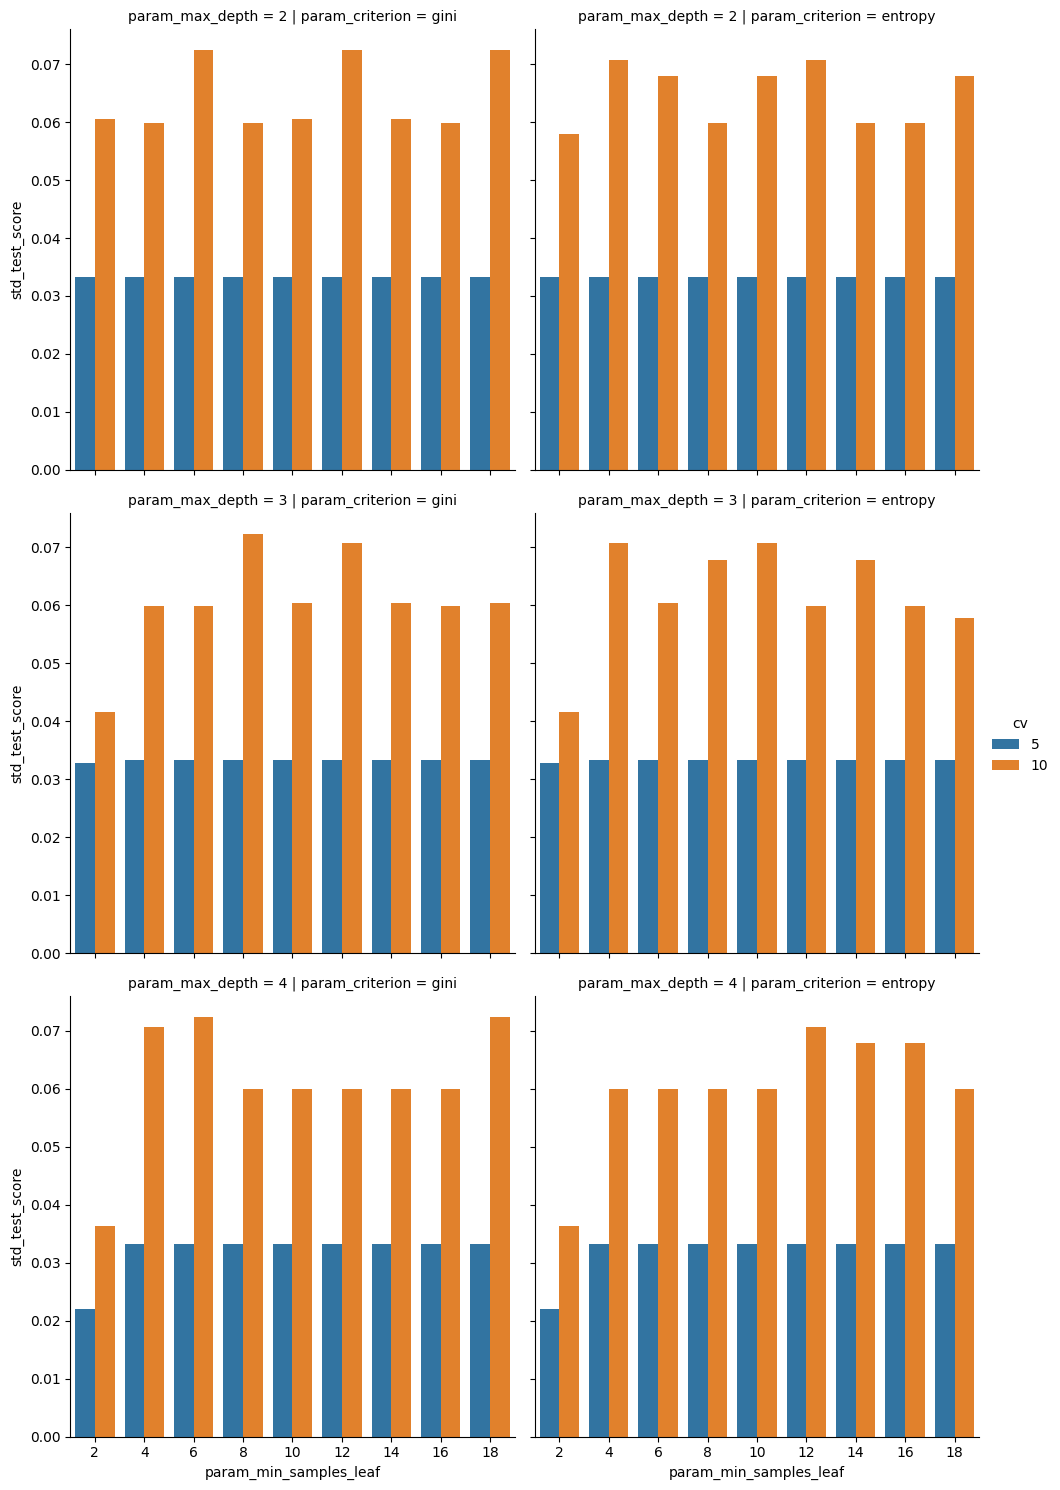 param_max_depth = 2 | param_criterion = gini
param_max_depth = 2 | param_criterion = entropy
0.07
0.06
0.05
0.04
0.03
0.02
0.01
0.00
std_test_score
param_max_depth = 3 | param_criterion = gini
param_max_depth = 3 | param_criterion = entropy
0.07
0.06
0.05
0.04
0.03
0.02
0.01
0.00
std_test_score
cv
5
10
param_max_depth = 4 | param_criterion = gini
param_max_depth = 4 | param_criterion = entropy
0.07
0.06
0.05
0.04
0.03
0.02
0.01
0.00
std_test_score
2 4 6 8 10 12 14 16 18
param_min_samples_leaf
2 4 6 8 10 12 14 16 18
param_min_samples_leaf